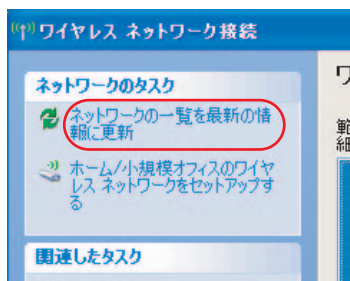 ワイヤレス ネットワーク接続
ネットワークのタスク
ネットワークの一覧を最新の情
報に更新
ホーム/小規模オフィスのワイヤ
レス ネットワークをセットアップす
る
関連したタスク
ワ
範
細